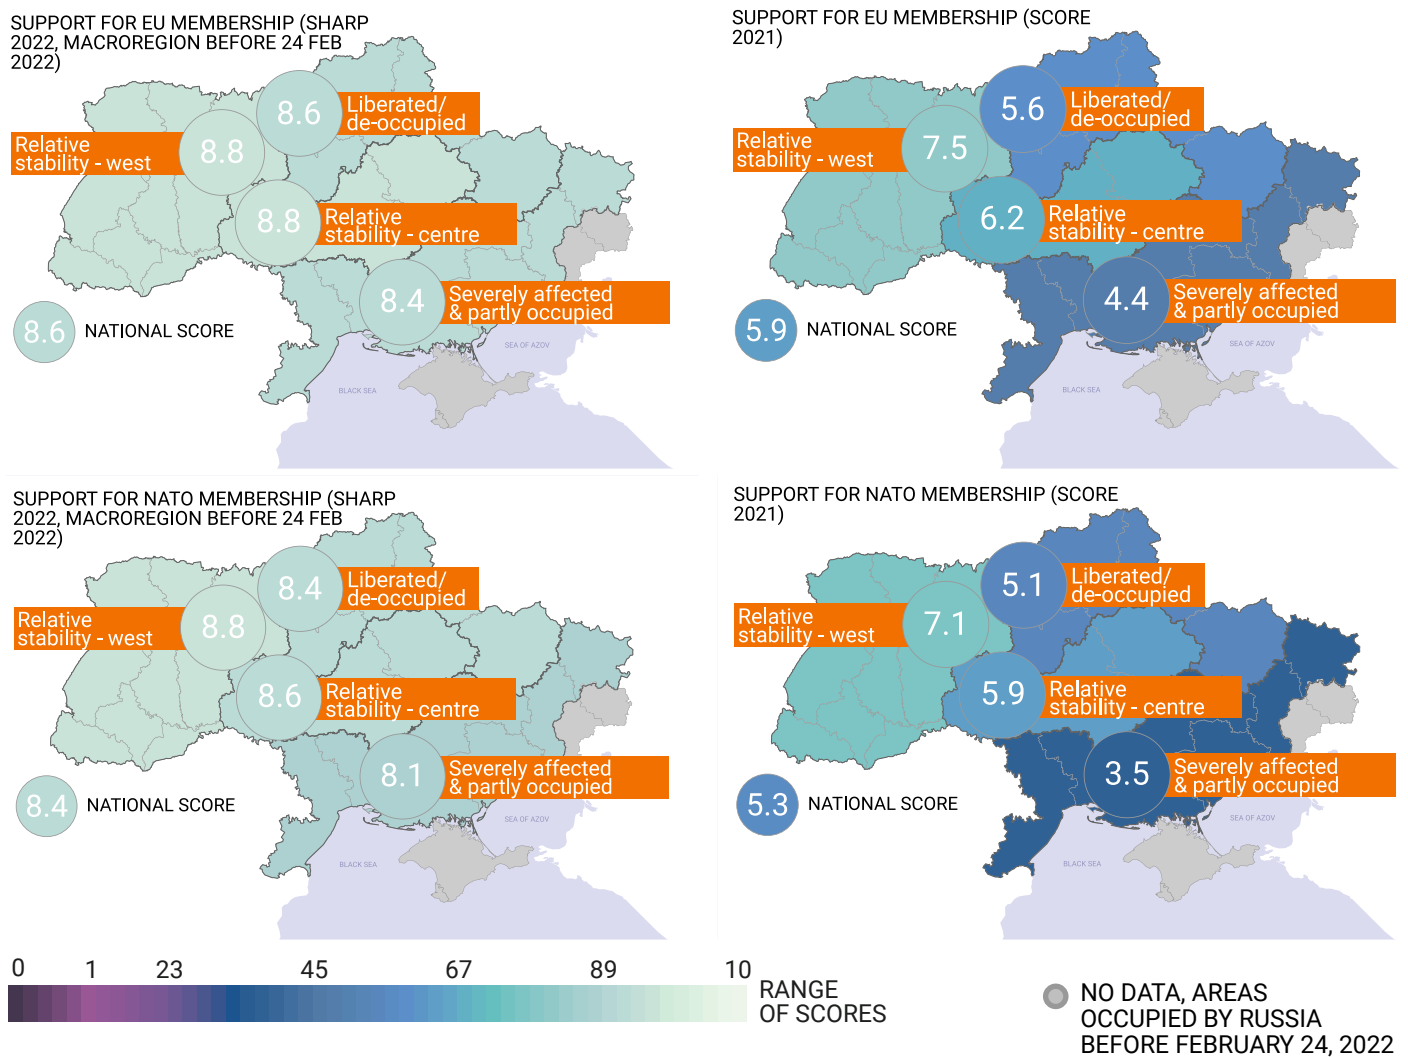 SUPPORT FOR EU MEMBERSHIP (SHARP
2022, MACROREGION BEFORE 24 FEB
2022)
8.6
Liberated/
de-occupied
Relative
stability - west
8.8
8.8
Relative
stability - centre
8.4
Severely affected
& partly occupied
8.6
NATIONAL SCORE
SEA OF AZOV
BLACK SEA
SUPPORT FOR EU MEMBERSHIP (SCORE
2021)
5.6
Liberated/
de-occupied
Relative
stability - west
7.5
6.2
Relative
stability - centre
4.4
Severely affected
& partly occupied
5.9
NATIONAL SCORE
SEA OF AZOV
BLACK SEA
SUPPORT FOR NATO MEMBERSHIP (SHARP
2022, MACROREGION BEFORE 24 FEB
2022)
8.4
Liberated/
de-occupied
Relative
stability - west
8.8
8.6
Relative
stability - centre
8.1
Severely affected
& partly occupied
8.4
NATIONAL SCORE
SEA OF AZOV
BLACK SEA
SUPPORT FOR NATO MEMBERSHIP (SCORE
2021)
5.1
Liberated/
de-occupied
Relative
stability - west
7.1
5.9
Relative
stability - centre
3.5
Severely affected
& partly occupied
5.3
NATIONAL SCORE
SEA OF AZOV
BLACK SEA
0 1 23 45 67 89 10
RANGE
OF SCORES
NO DATA, AREAS
OCCUPIED BY RUSSIA
BEFORE FEBRUARY 24, 2022